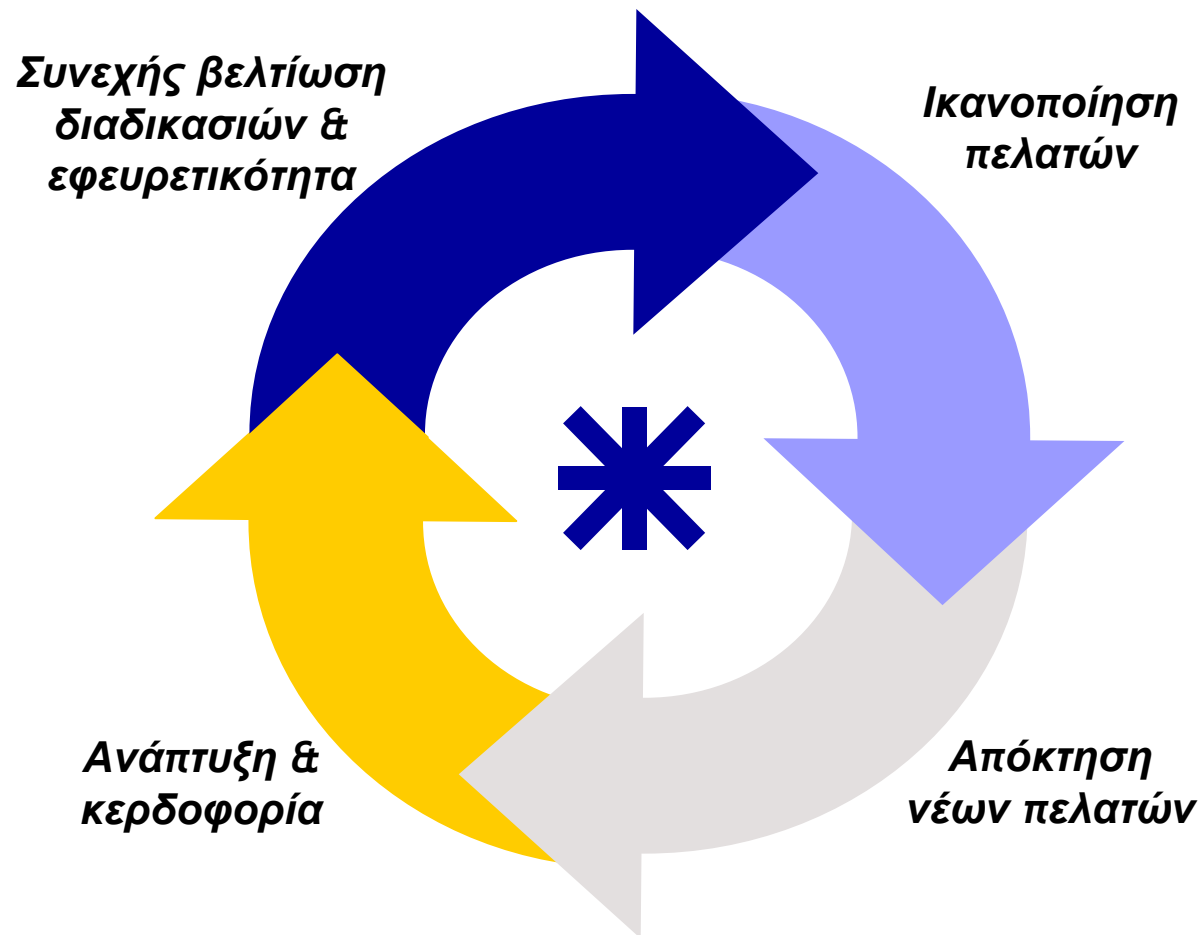 Συνεχής βελτίωση
διαδικασιών &
εφευρετικότητα
Ικανοποίηση
πελατών
Ανάπτυξη &
κερδοφορία
Απόκτηση
νέων πελατών